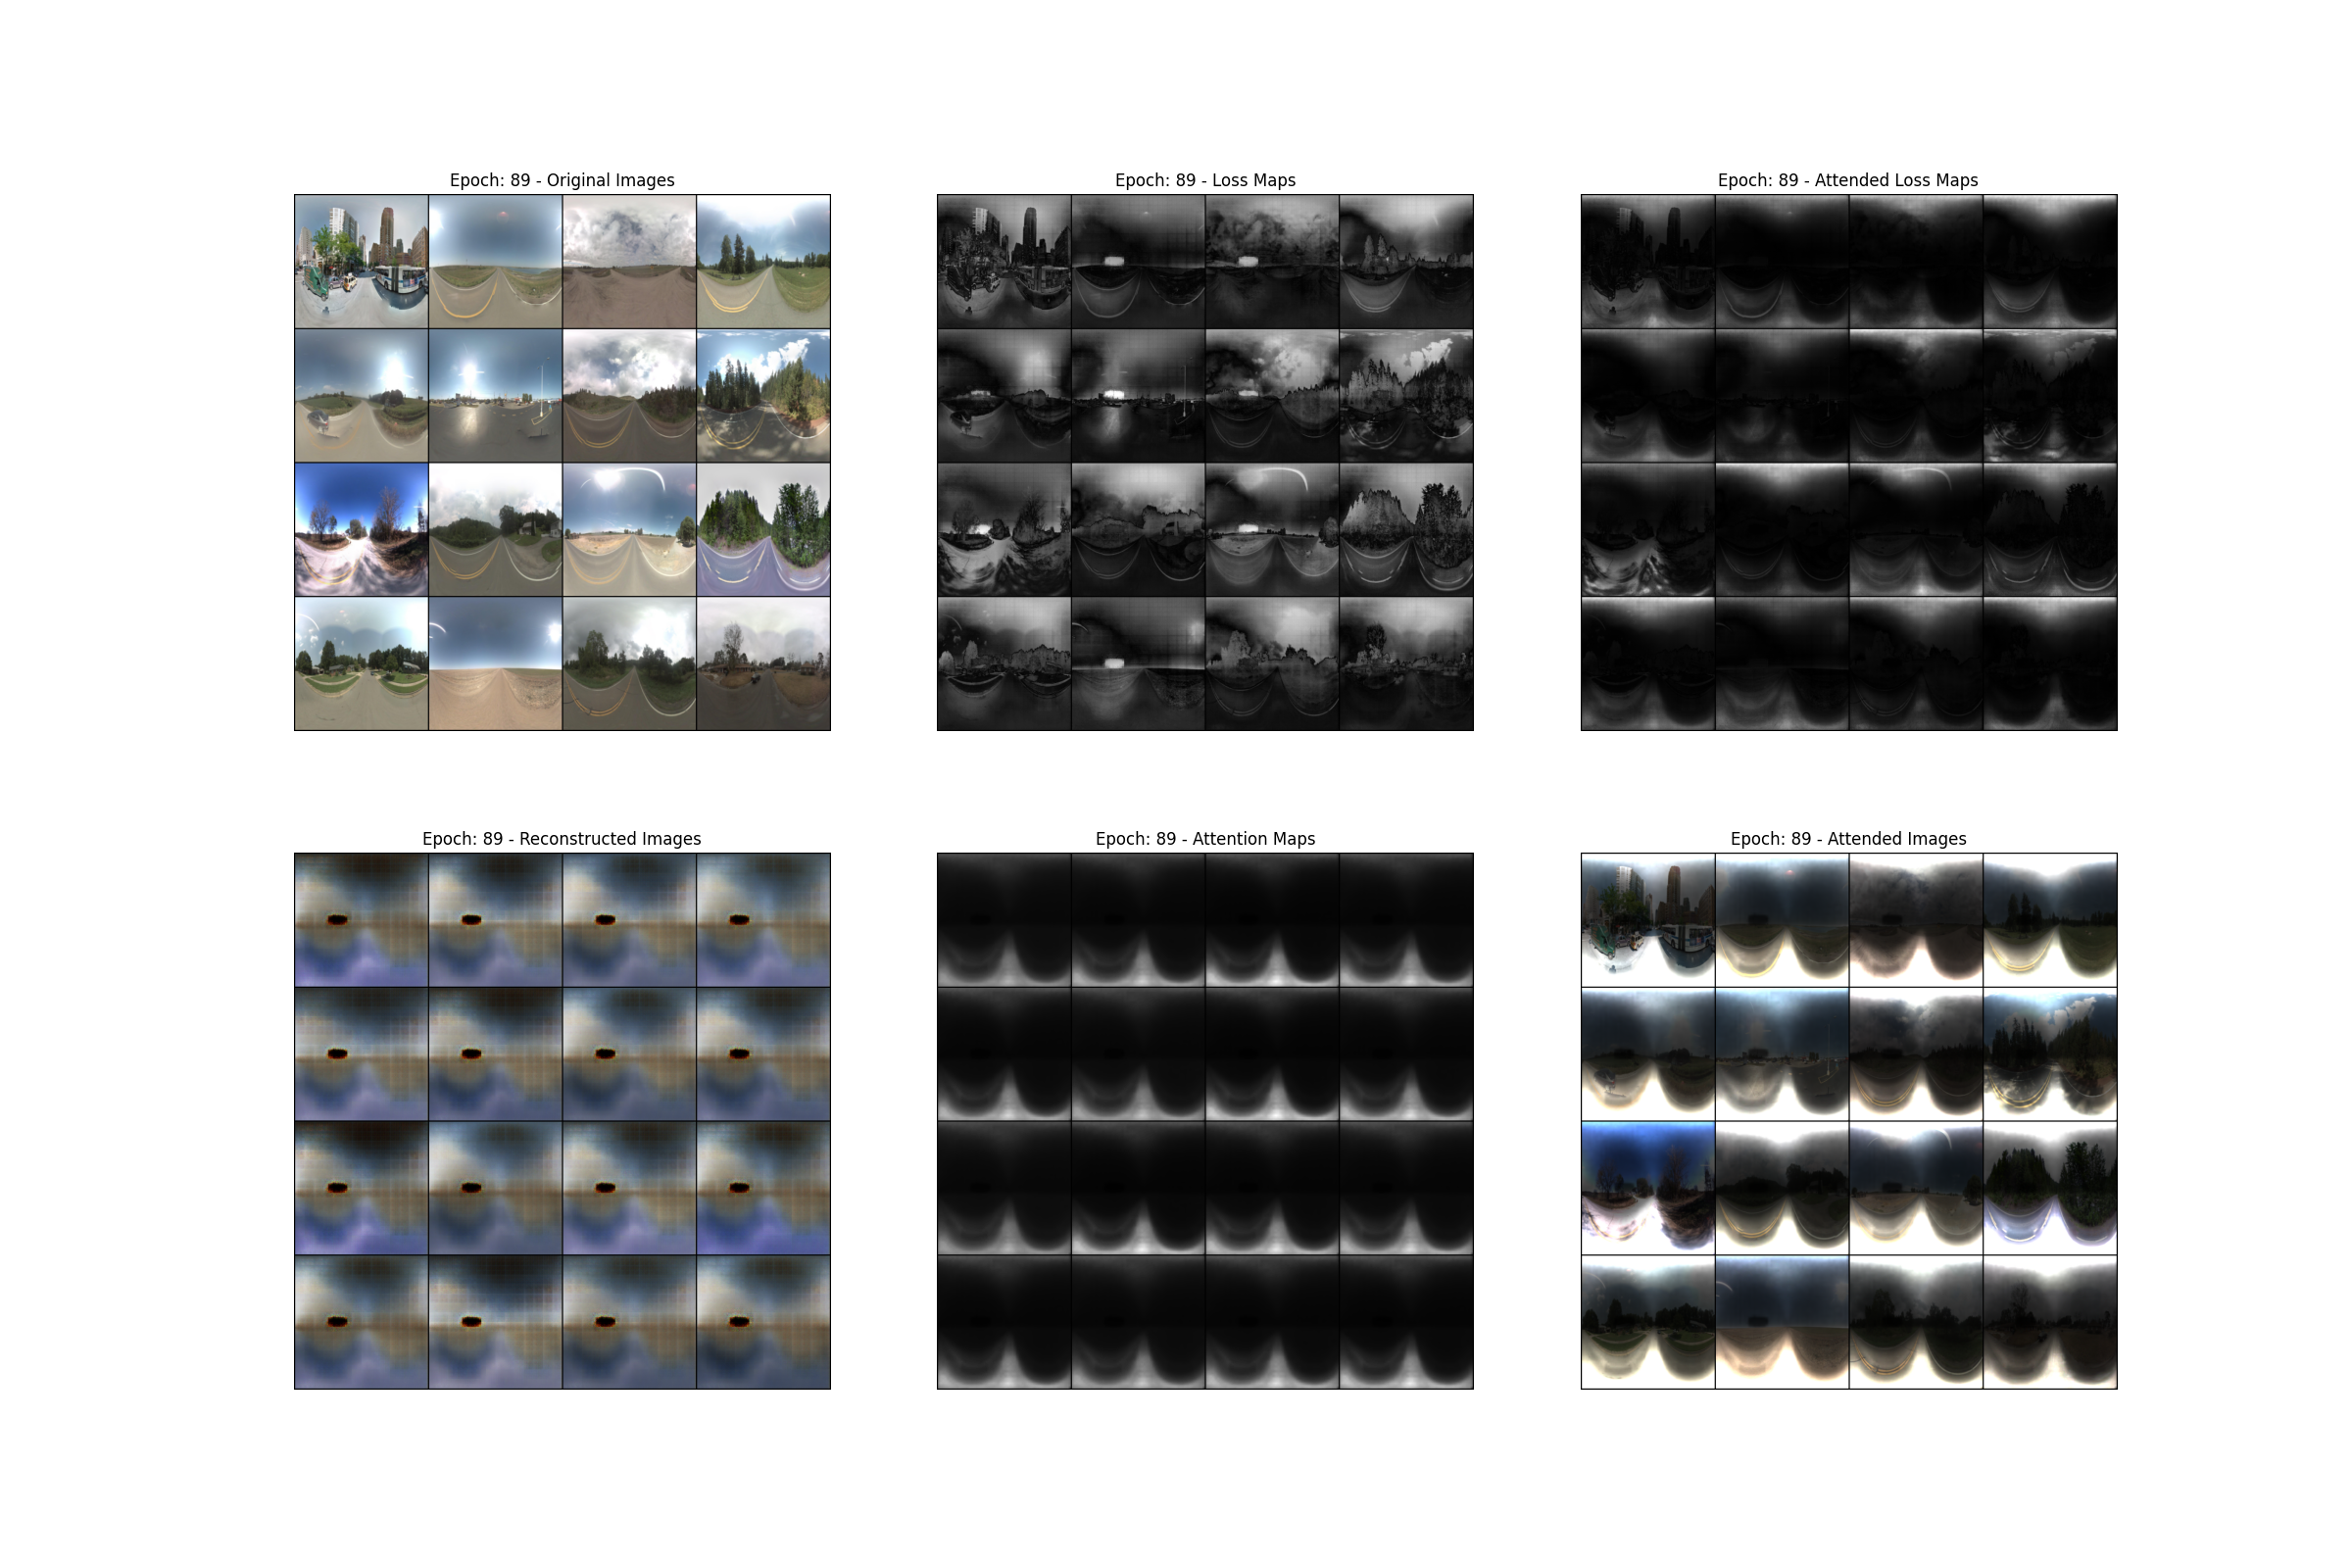 Epoch: 89 - Original Images
Epoch: 89 - Loss Maps
Epoch: 89 - Attended Loss Maps
Epoch: 89 - Reconstructed Images
Epoch: 89 - Attention Maps
Epoch: 89 - Attended Images